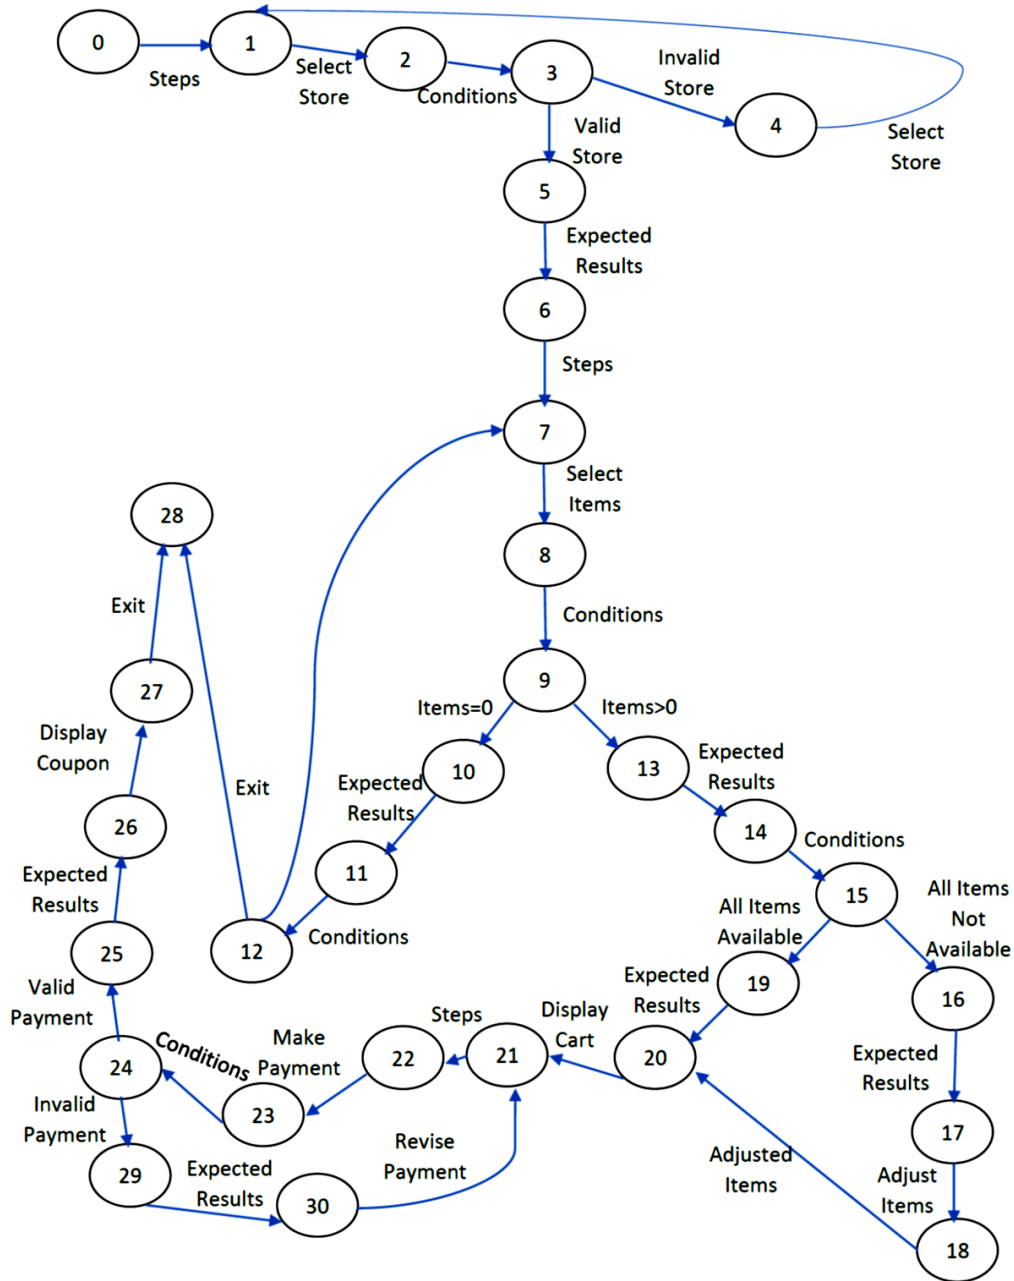 0
1
2
3
4
Steps
Select
Store
Conditions
Invalid
Store
Select
Store
Valid
Store
5
Expected
Results
6
Steps
7
Select
Items
8
Conditions
9
Items=0
Items>0
10
13
Expected
Results
Expected
Results
11
14
Conditions
12
Conditions
15
Exit
28
Exit
27
Display
Coupon
26
Expected
Results
25
Valid
Payment
24
Conditions
Make
Payment
23
22
Steps
21
Display
Cart
20
Expected
Results
19
All Items
Available
All Items
Not
Available
16
Expected
Results
17
Adjust
Items
18
Adjusted
Items
Invalid
Payment
29
Expected
Results
30
Revise
Payment